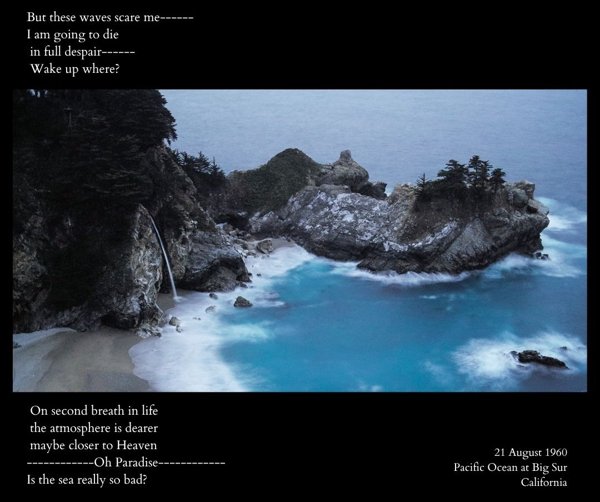 But these waves scare me------
I am going to die
in full despair------
Wake up where?
On second breath in life
the atmosphere is dearer
maybe closer to Heaven
------------Oh Paradise------------
Is the sea really so bad?
21 August 1960
Pacific Ocean at Big Sur
California